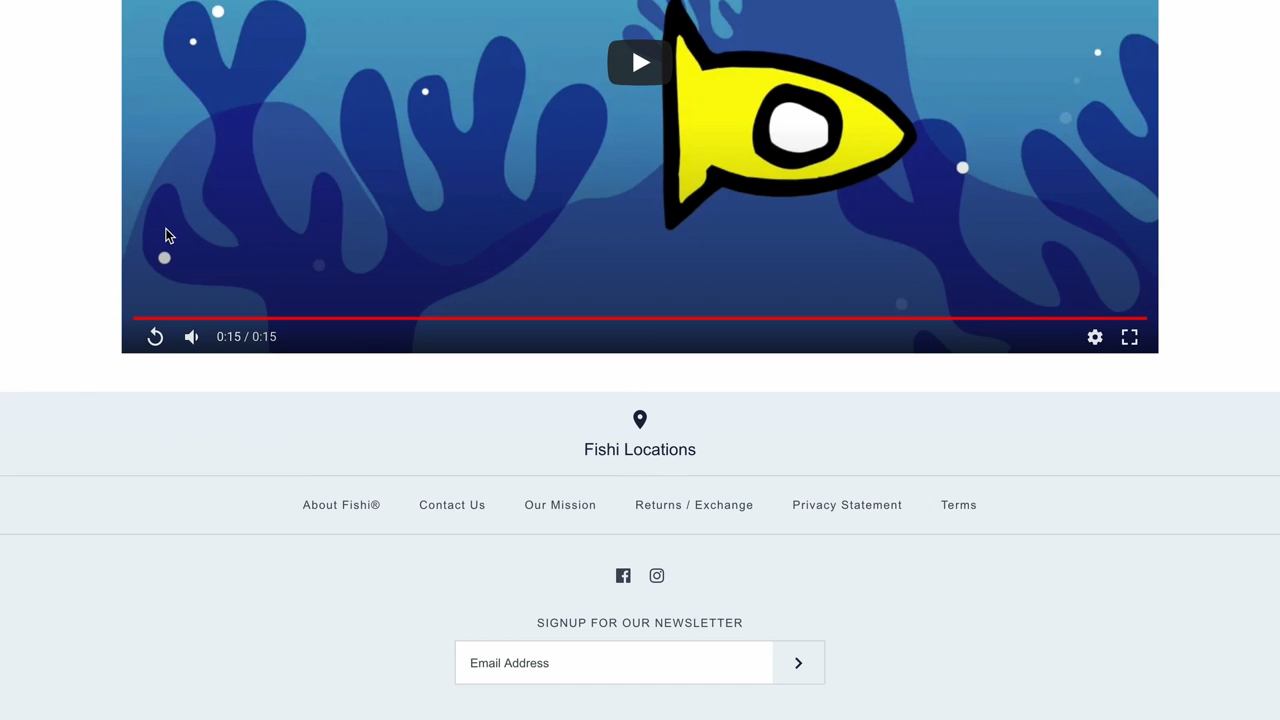 0:15 / 0:15
Fishi Locations
About Fishi® Contact Us Our Mission Returns / Exchange Privacy Statement Terms
SIGNUP FOR OUR NEWSLETTER
Email Address